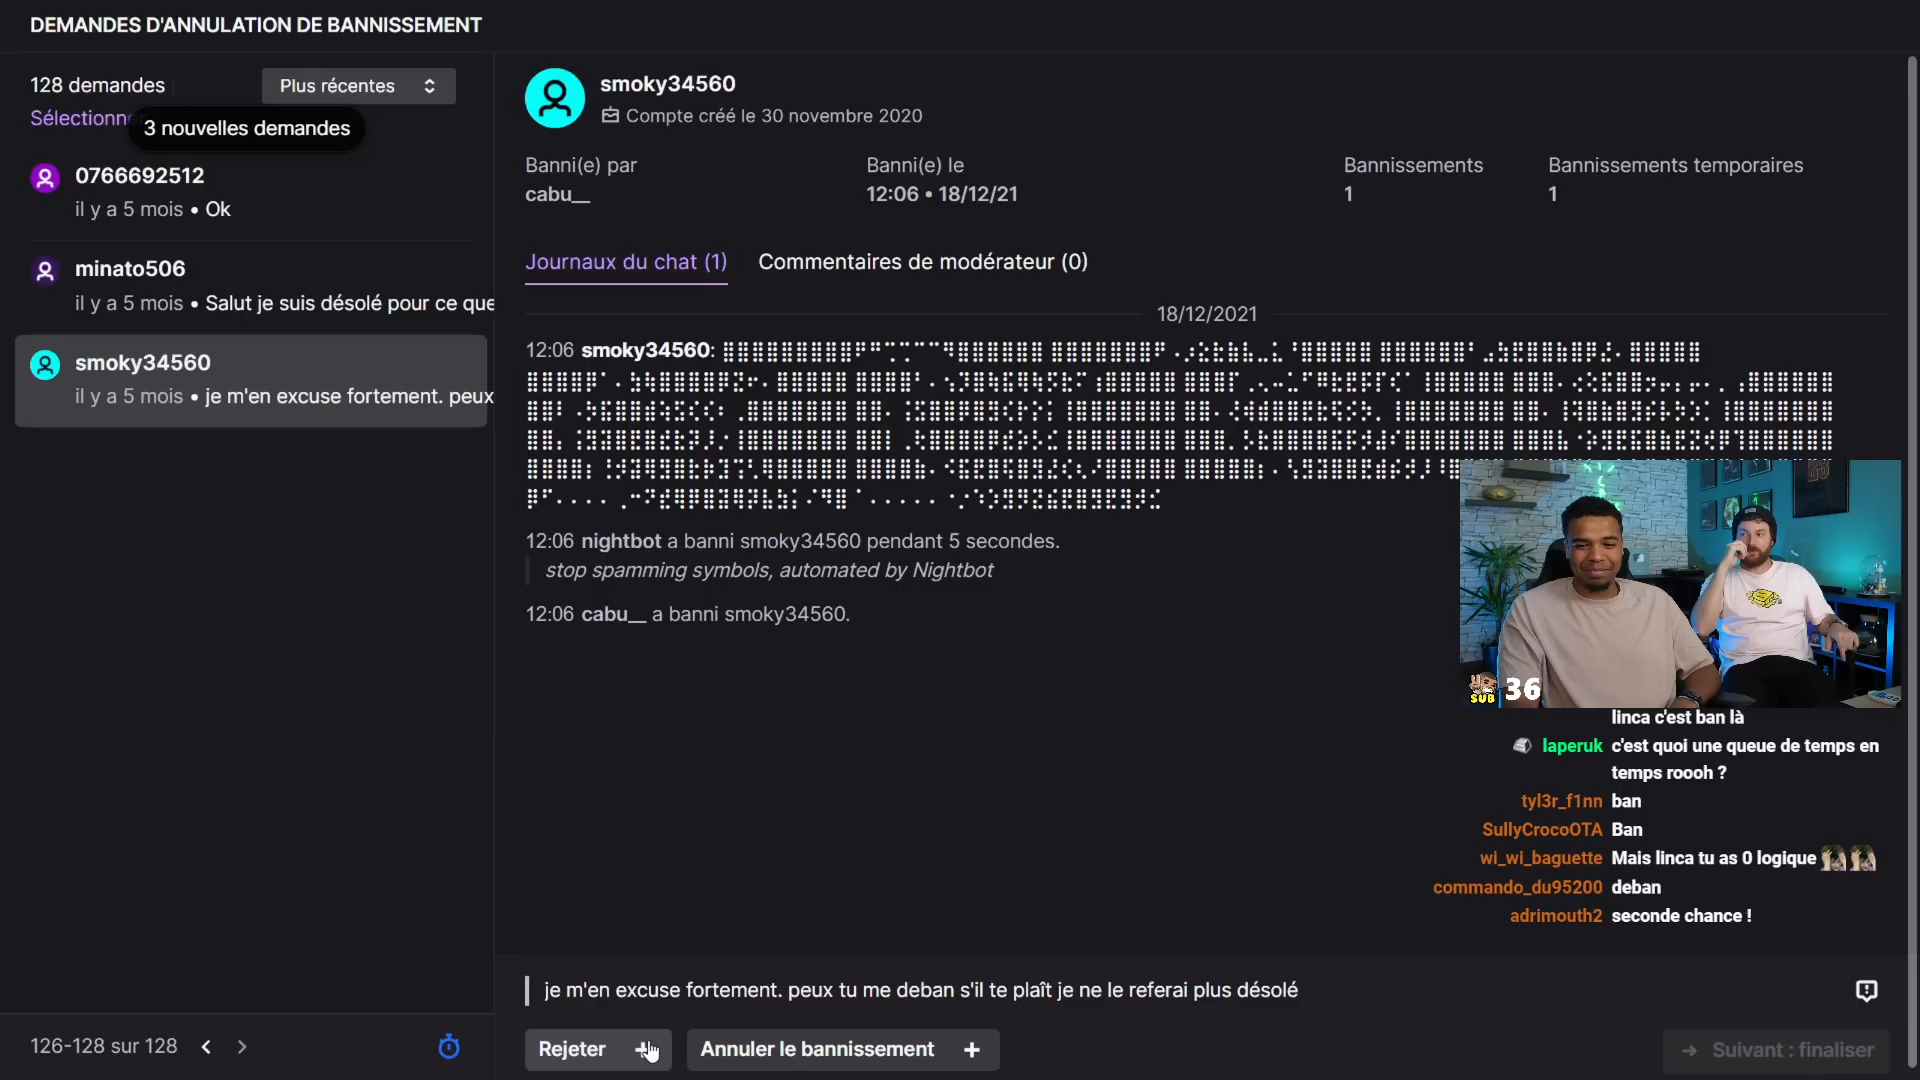 DEMANDES D'ANNULATION DE BANNISSEMENT
128 demandes
Plus récentes
Sélectionne
3 nouvelles demandes
0766692512
il y a 5 mois • Ok
minato506
il y a 5 mois • Salut je suis désolé pour ce que
smoky34560
il y a 5 mois • je m'en excuse fortement. peux
126-128 sur 128
smoky34560
Compte créé le 30 novembre 2020
Banni(e) par
cabu__
Banni(e) le
12:06 • 18/12/21
Bannissements
1
Bannissements temporaires
1
Journaux du chat (1)
Commentaires de modérateur (0)
18/12/2021
12:06 smoky34560:
12:06 nightbot a banni smoky34560 pendant 5 secondes.
stop spamming symbols, automated by Nightbot
12:06 cabu__ a banni smoky34560.
SUB 36
linca c'est ban là
laperuk c'est quoi une queue de temps en
temps roooh ?
tyl3r_f1nn ban
SullyCrocoOTA Ban
wi_wi_baguette Mais linca tu as 0 logique
commando_du95200 deban
adrimouth2 seconde chance !
je m'en excuse fortement. peux tu me deban s'il te plaît je ne le referai plus désolé
Rejeter +
Annuler le bannissement +
→ Suivant : finaliser